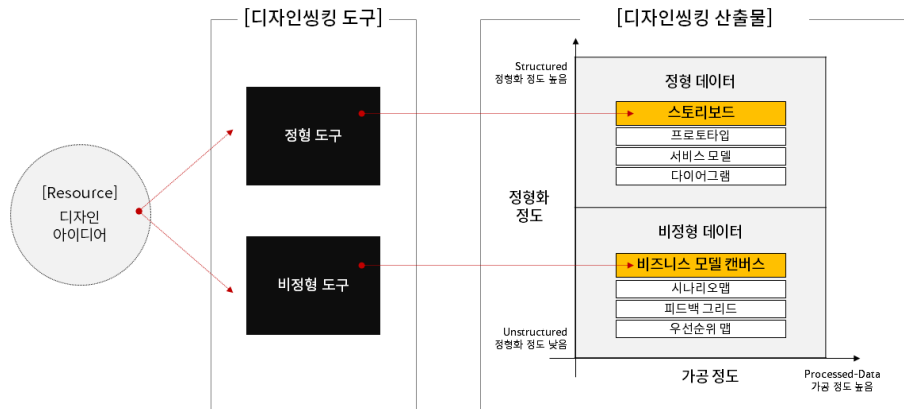 [디자인씽킹 도구]
[디자인씽킹 산출물]
Structured
정형화 정도 높음
정형 데이터
스토리보드
프로토타입
서비스 모델
다이어그램
정형 도구
[Resource]
디자인
아이디어
정형화
정도
비정형 데이터
비즈니스 모델 캔버스
시나리오맵
피드백 그리드
우선순위 맵
비정형 도구
Unstructured
정형화 정도 낮음
가공 정도
Processed-Data
가공 정도 높음